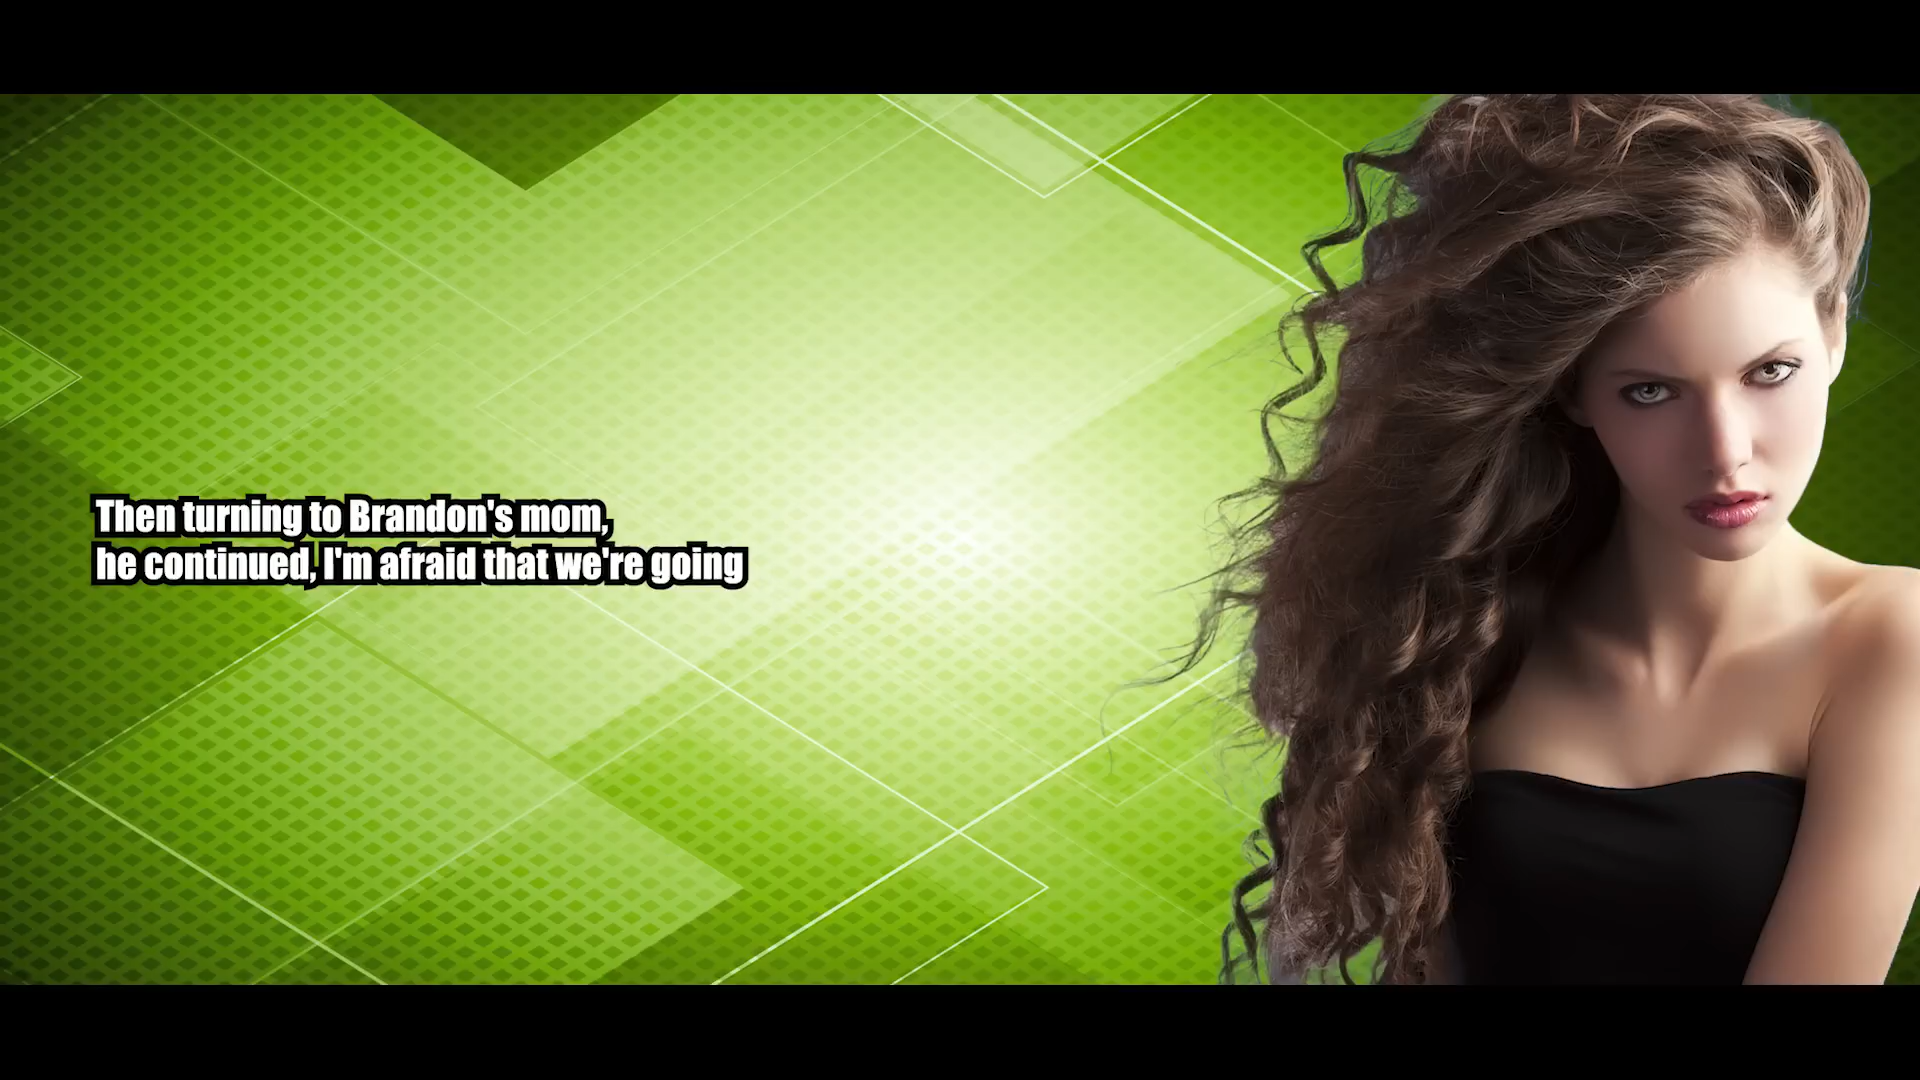 Then turning to Brandon's mom,
he continued, I'm afraid that we're going